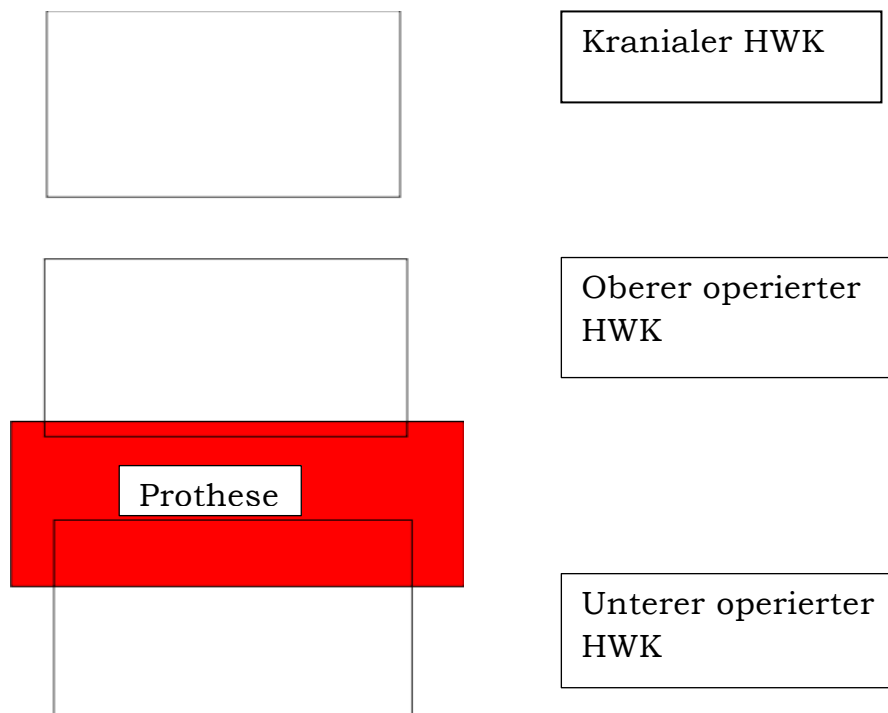 Kranialer HWK
Oberer operierter
HWK
Prothese
Unterer operierter
HWK